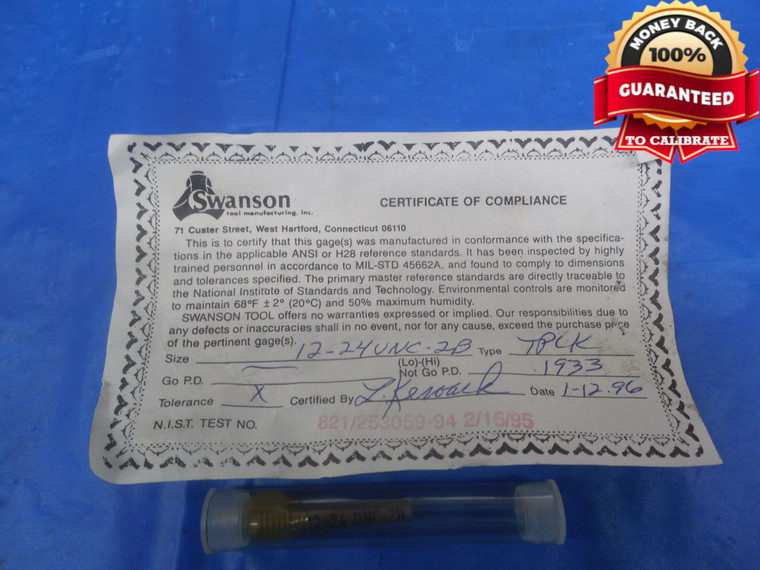 MONEY BACK
100%
GUARANTEED
TO CALIBRATE
Swanson
tool manufacturing, inc.
CERTIFICATE OF COMPLIANCE
71 Custer Street, West Hartford, Connecticut 06110
This is to certify that this gage(s) was manufactured in conformance with the specifica-
tions in the applicable ANSI or H28 reference standards. It has been inspected by highly
trained personnel in accordance to MIL-STD 45662A, and found to comply to dimensions
and tolerances specified. The primary master reference standards are directly traceable to
the National Institute of Standards and Technology. Environmental controls are monitored
to maintain 68°F ±2° (20°C) and 50% maximum humidity.
SWANSON TOOL offers no warranties expressed or implied. Our responsibilities due to
any defects or inaccuracies shall in no event, nor for any cause, exceed the purchase price
of the pertinent gage(s).
Size 12-24UNC-2B Type TPLK
(Lo)-(Hi)
Go P.D. Not Go P.D. .1933
Tolerance X Certified By Date 1-12.96
N.I.S.T. TEST NO. 821/253059-94 2/15/95
12-24 UNC-2B